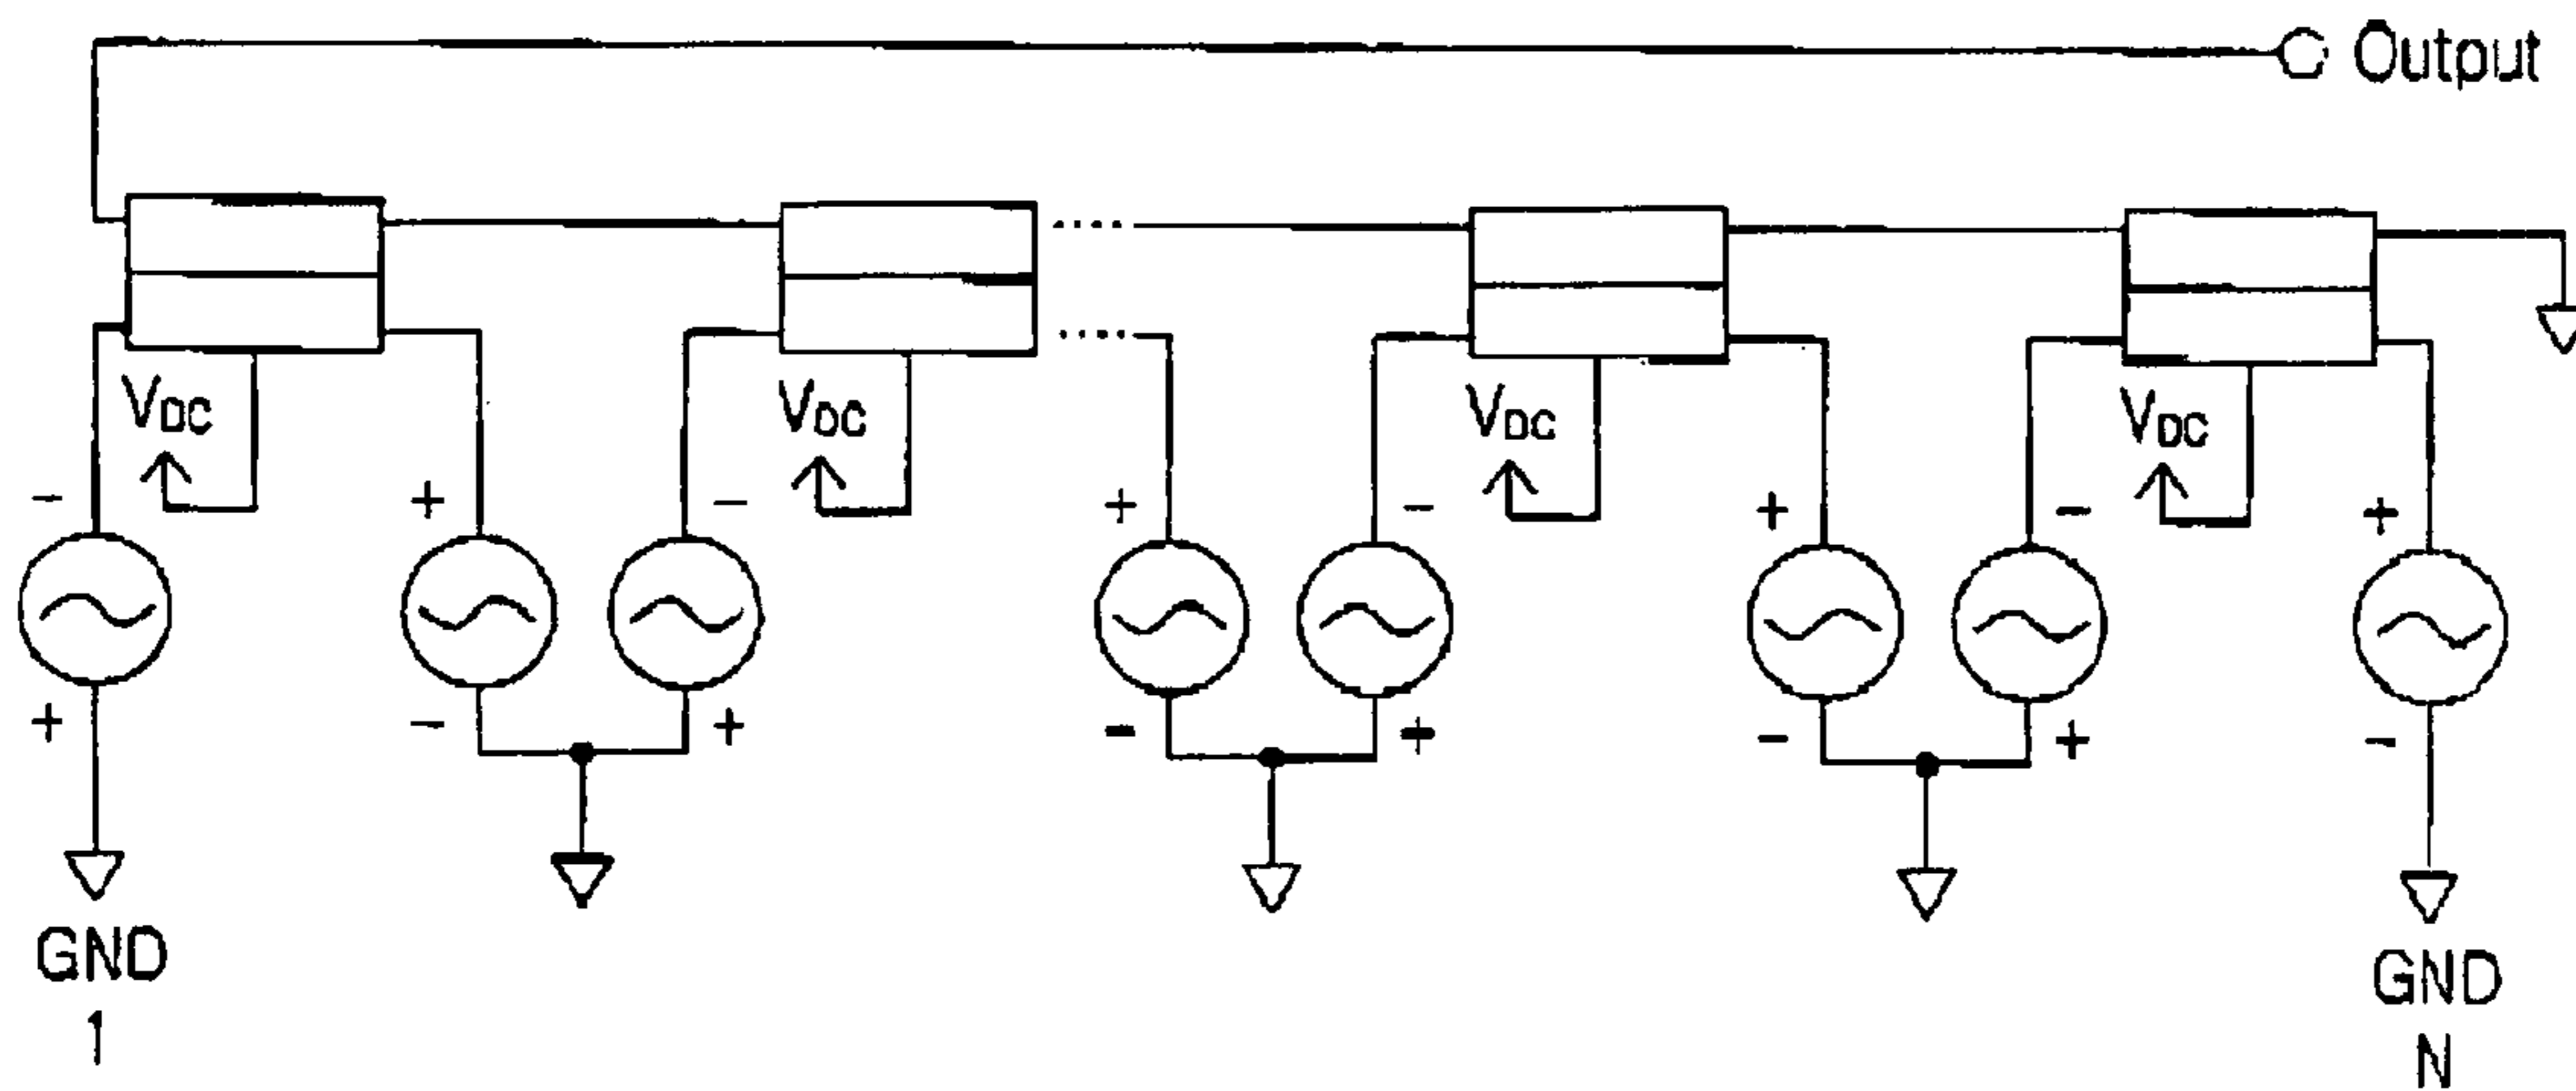 Output
VDC
VDC
VDC
VDC
- + - + - + - +
+ - + - + - + -
GND
1
GND
N